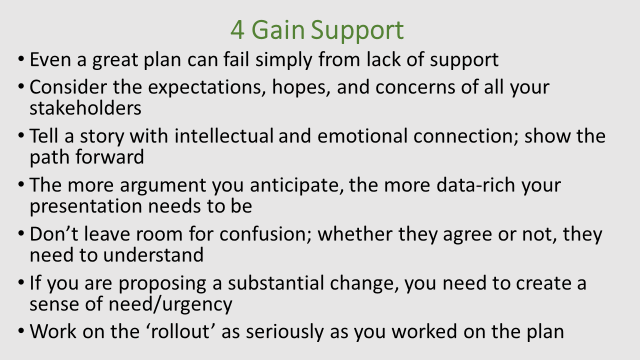 4 Gain Support
• Even a great plan can fail simply from lack of support
• Consider the expectations, hopes, and concerns of all your
stakeholders
• Tell a story with intellectual and emotional connection; show the
path forward
• The more argument you anticipate, the more data-rich your
presentation needs to be
• Don’t leave room for confusion; whether they agree or not, they
need to understand
• If you are proposing a substantial change, you need to create a
sense of need/urgency
• Work on the ‘rollout’ as seriously as you worked on the plan